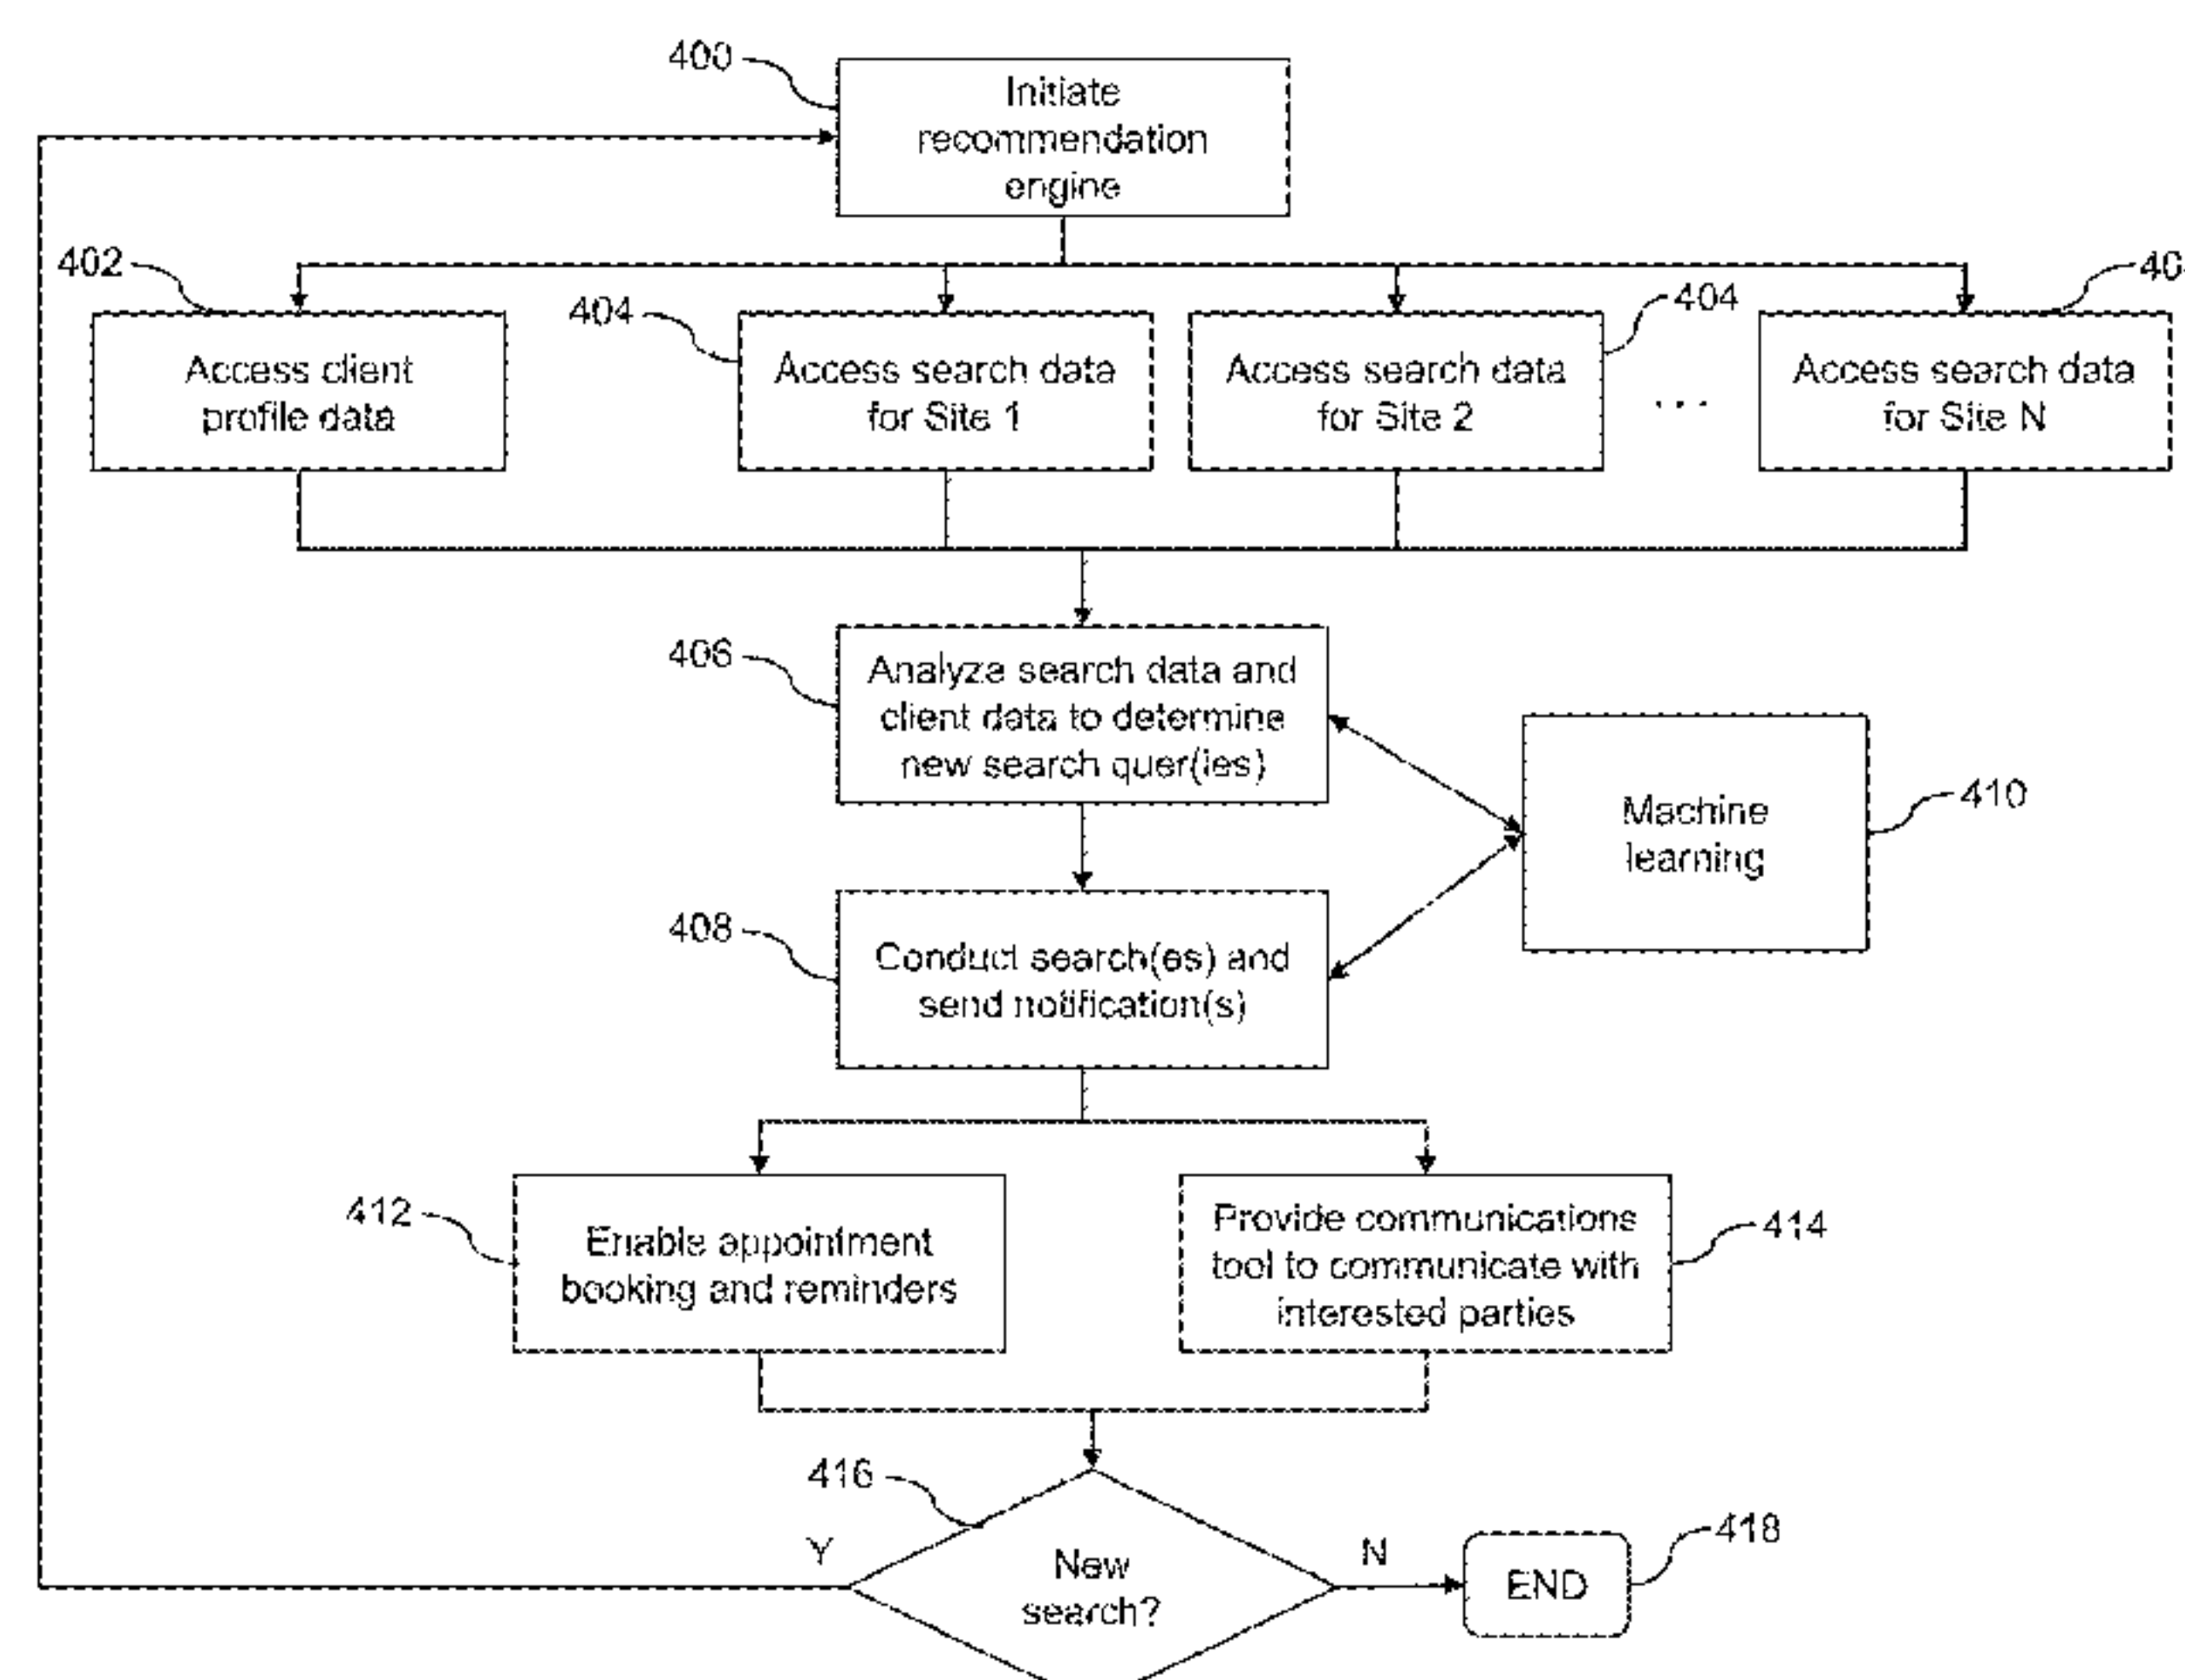 400
Initiate
recommendation
engine
402
Access client
profile data
404
Access search data
for Site 1
404
Access search data
for Site 2
. . .
Access search data
for Site N
406
Analyze search data and
client data to determine
new search quer(ies)
410
Machine
learning
408
Conduct search(es) and
send notification(s)
412
Enable appointment
booking and reminders
414
Provide communications
tool to communicate with
interested parties
416
Y
New
search?
N
418
END